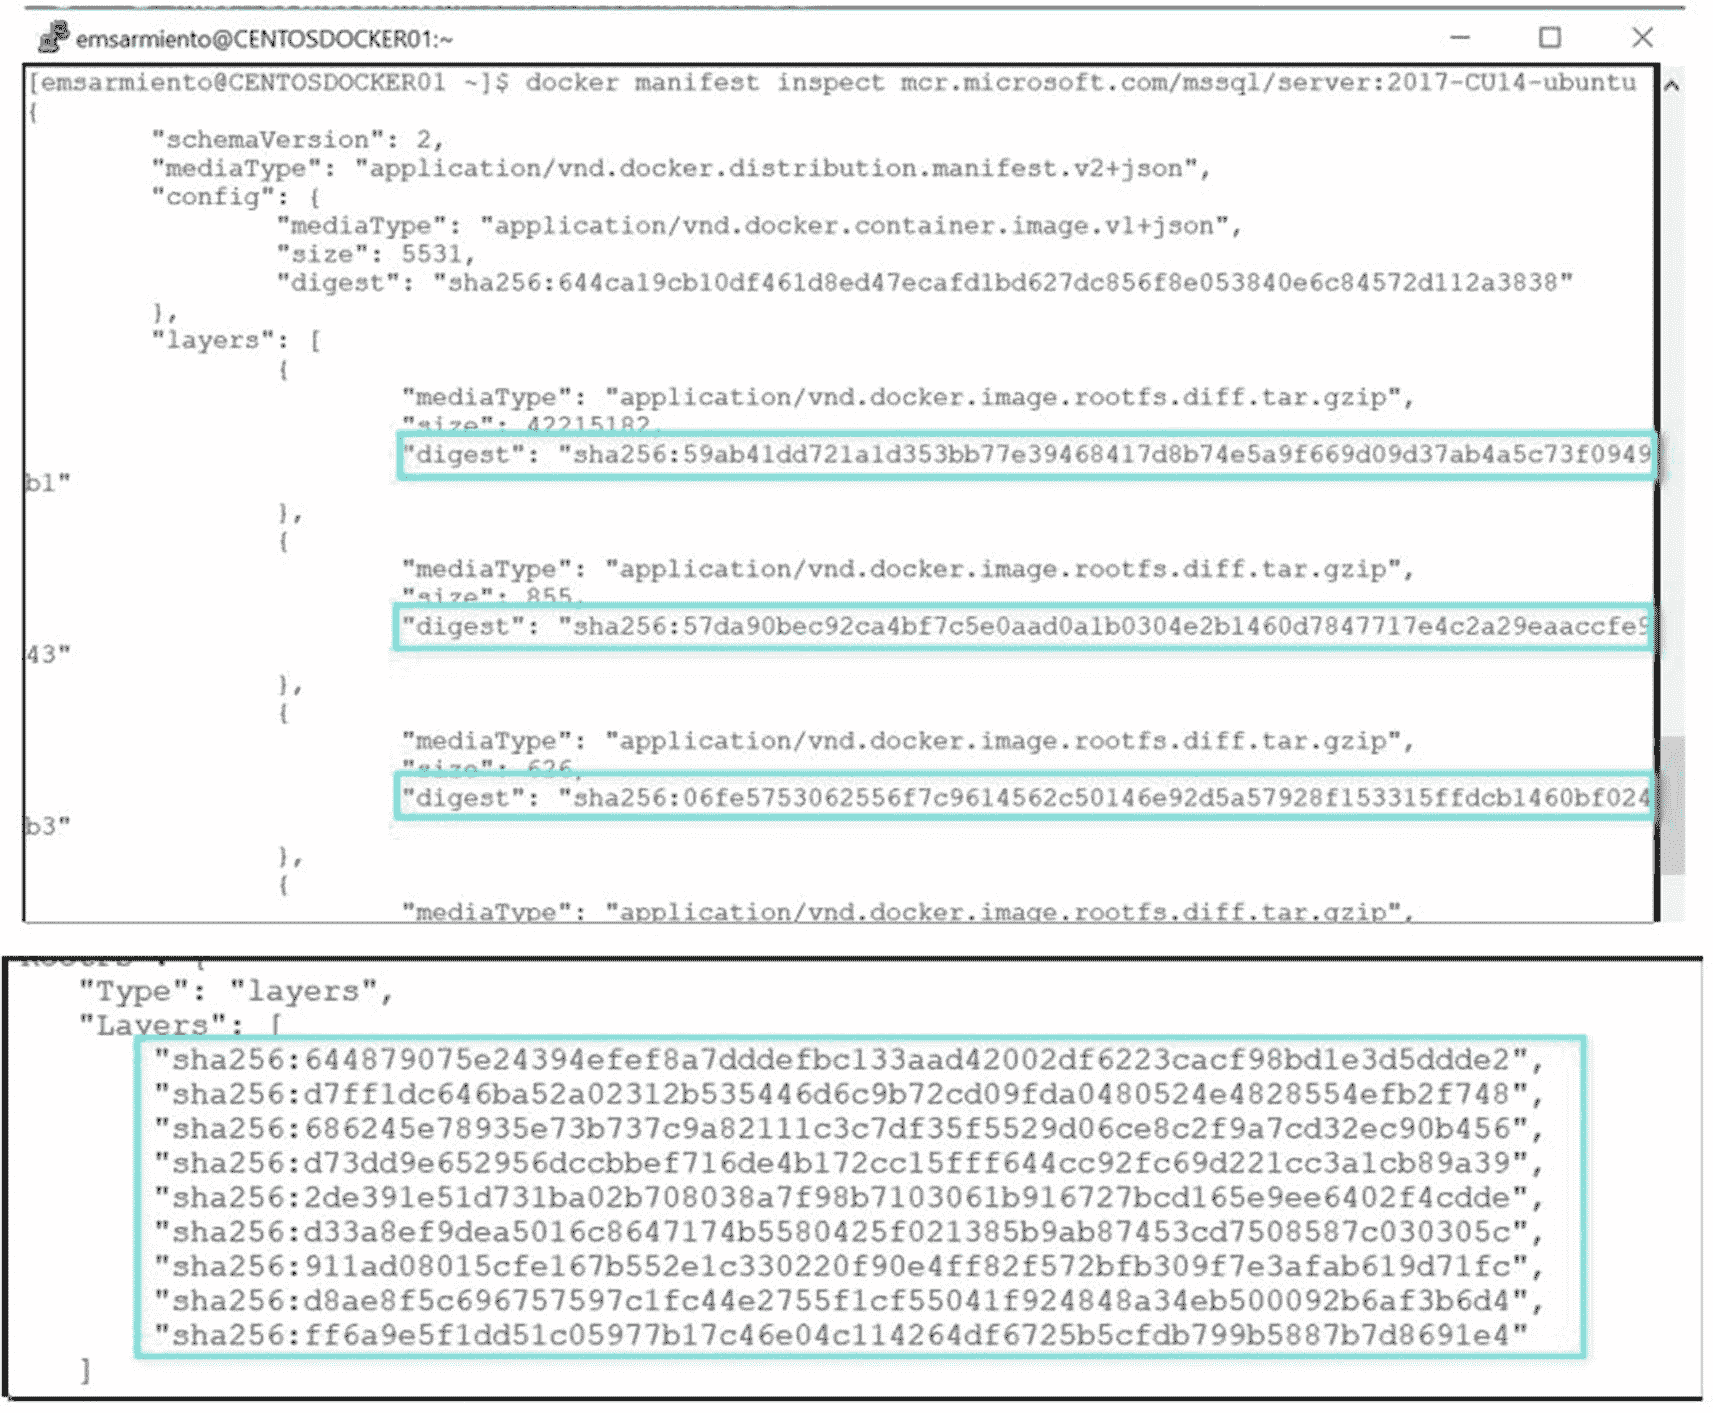 emsarmiento@CENTOSDOCKER01:~
[emsarmiento@CENTOSDOCKER01 ~]$ docker manifest inspect mcr.microsoft.com/mssql/server:2017-CU14-ubuntu
{
"schemaVersion": 2,
"mediaType": "application/vnd.docker.distribution.manifest.v2+json",
"config": {
"mediaType": "application/vnd.docker.container.image.v1+json",
"size": 5531,
"digest": "sha256:644ca19cb10df461d8ed47ecafd1bd627dc856f8e053840e6c84572d112a3838"
},
"layers": [
{
"mediaType": "application/vnd.docker.image.rootfs.diff.tar.gzip",
"size": 42215182,
"digest": "sha256:59ab41dd721a1d353bb77e39468417d8b74e5a9f669d09d37ab4a5c73f0949
b1"
},
{
"mediaType": "application/vnd.docker.image.rootfs.diff.tar.gzip",
"size": 855,
"digest": "sha256:57da90bec92ca4bf7c5e0aad0a1b0304e2b1460d7847717e4c2a29eaaccfe9
43"
},
{
"mediaType": "application/vnd.docker.image.rootfs.diff.tar.gzip",
"size": 626,
"digest": "sha256:06fe5753062556f7c9614562c50146e92d5a57928f153315ffdcb1460bf024
b3"
},
{
"mediaType": "application/vnd.docker.image.rootfs.diff.tar.gzip",
"Type": "layers",
"Layers": [
"sha256:644879075e24394efef8a7dddefbc133aad42002df6223cacf98bd1e3d5ddde2",
"sha256:d7ff1dc646ba52a02312b535446d6c9b72cd09fda0480524e4828554efb2f748",
"sha256:686245e78935e73b737c9a82111c3c7df35f5529d06ce8c2f9a7cd32ec90b456",
"sha256:d73dd9e652956dccbbef716de4b172cc15fff644cc92fc69d221cc3a1cb89a39",
"sha256:2de391e51d731ba02b708038a7f98b7103061b916727bcd165e9ee6402f4cdde",
"sha256:d33a8ef9dea5016c8647174b5580425f021385b9ab87453cd7508587c030305c",
"sha256:911ad08015cfe167b552e1c330220f90e4ff82f572bfb309f7e3afab619d71fc",
"sha256:d8ae8f5c696757597c1fc44e2755f1cf55041f924848a34eb500092b6af3b6d4",
"sha256:ff6a9e5f1dd51c05977b17c46e04c114264df6725b5cfdb799b5887b7d8691e4"
]